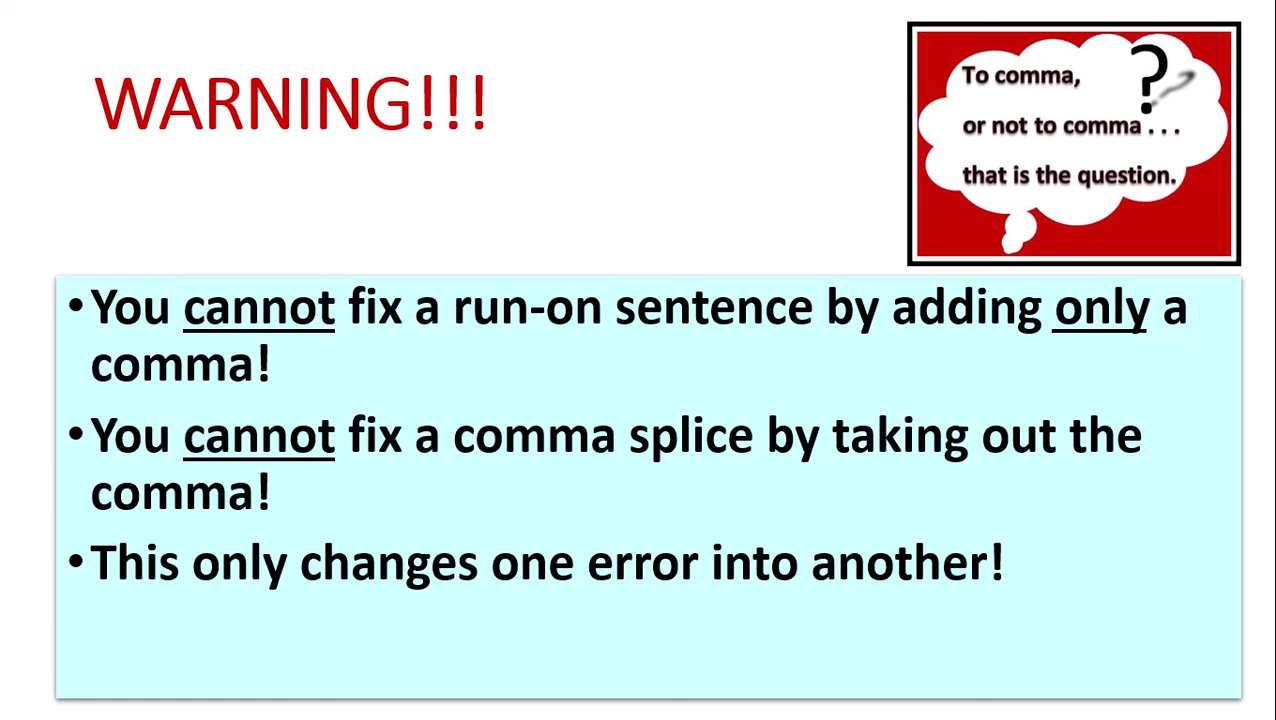 WARNING!!!
To comma, ?
or not to comma . . .
that is the question.
•You cannot fix a run-on sentence by adding only a
comma!
•You cannot fix a comma splice by taking out the
comma!
•This only changes one error into another!